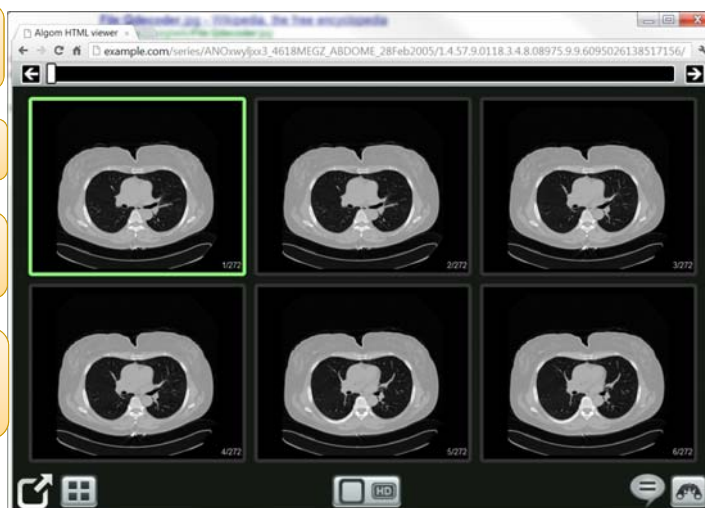 File Qdecoder.jpg - Wikipedia, the free encyclopedia
Algom HTML viewer
example.com/series/ANOxwyljxx3_4618MEGZ_ABDOME_28Feb2005/1.4.57.9.0118.3.4.8.08975.9.9.6095026138517156/
1/272
2/272
3/272
4/272
5/272
6/272
HD